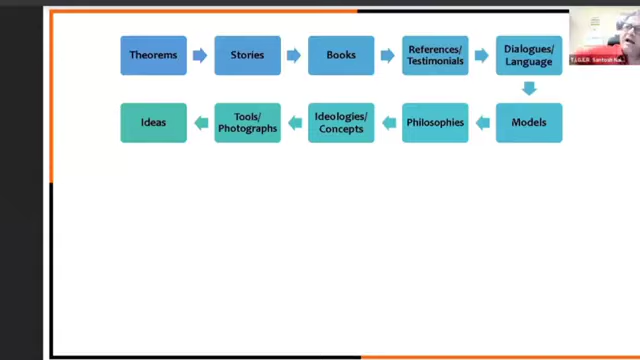 Theorems
Stories
Books
References/
Testimonials
Dialogues/
Language
Models
Philosophies
Ideologies/
Concepts
Tools/
Photographs
Ideas